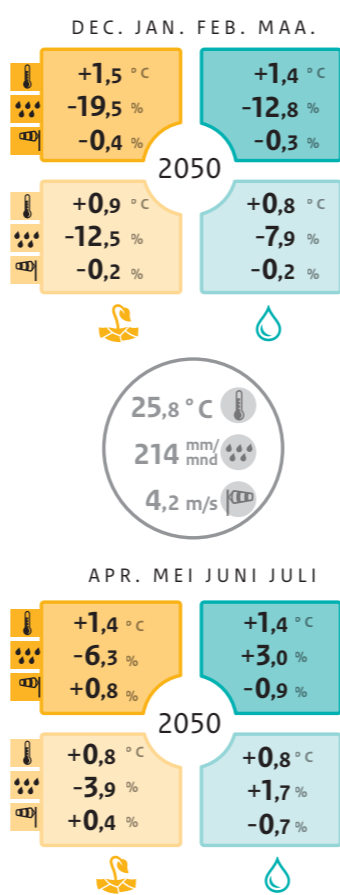 DEC. JAN. FEB. MAA.
+1,5 °C +1,4 °C
-19,5 % -12,8 %
-0,4 % -0,3 %
2050
+0,9 °C +0,8 °C
-12,5 % -7,9 %
-0,2 % -0,2 %
25,8 °C
214 mm/mnd
4,2 m/s
APR. MEI JUNI JULI
+1,4 °C +1,4 °C
-6,3 % +3,0 %
+0,8 % -0,9 %
2050
+0,8 °C +0,8 °C
-3,9 % +1,7 %
+0,4 % -0,7 %